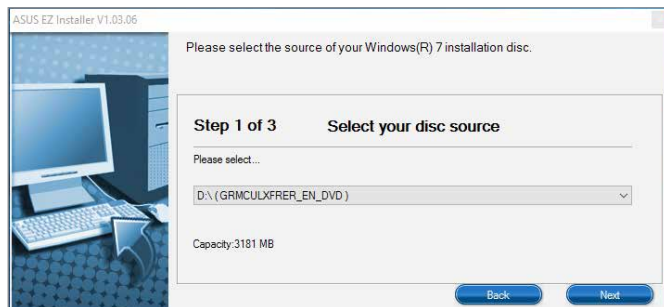 ASUS EZ Installer V1.03.06
Please select the source of your Windows(R) 7 installation disc.
Step 1 of 3 Select your disc source
Please select...
D:\ ( GRMCULXFRER_EN_DVD )
Capacity:3181 MB
Back Next